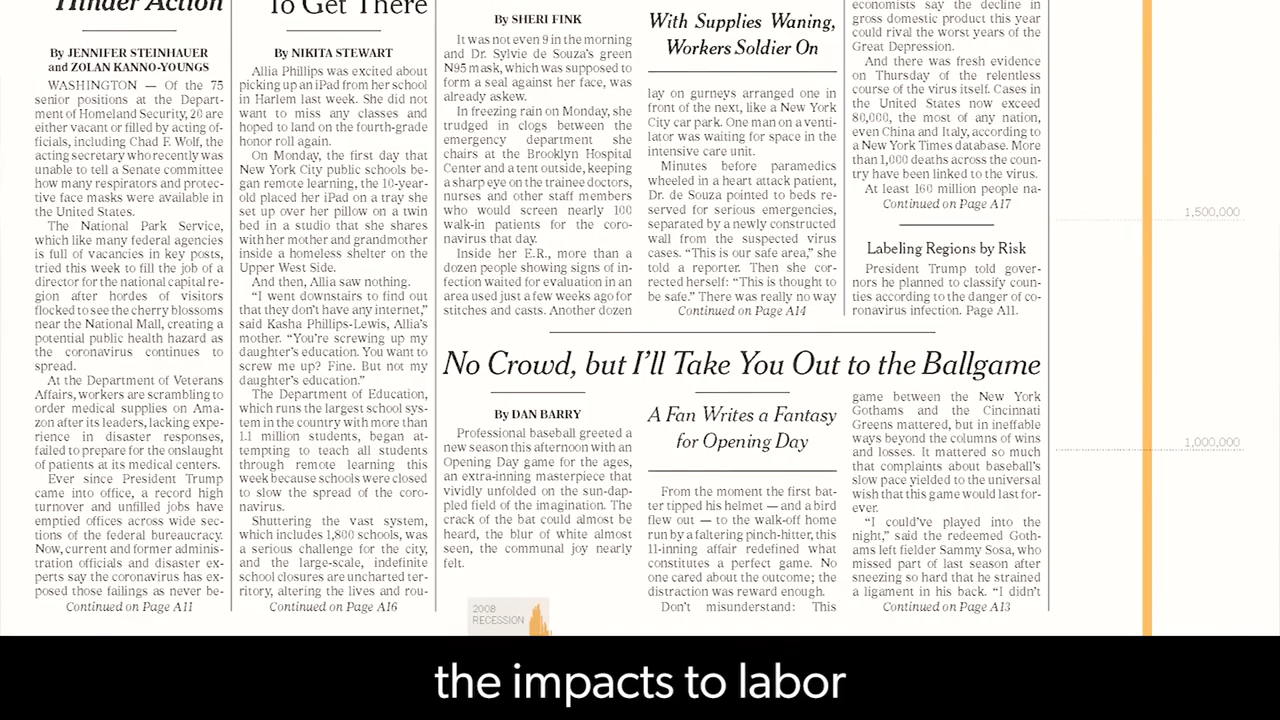 Hinder Action
By JENNIFER STEINHAUER
and ZOLAN KANNO-YOUNGS
WASHINGTON — Of the 75
senior positions at the Depart-
ment of Homeland Security, 20 are
either vacant or filled by acting of-
ficials, including Chad F. Wolf, the
acting secretary who recently was
unable to tell a Senate committee
how many respirators and protec-
tive face masks were available in
the United States.
The National Park Service,
which like many federal agencies
is full of vacancies in key posts,
tried this week to fill the job of a
director for the national capital re-
gion after hordes of visitors
flocked to see the cherry blossoms
near the National Mall, creating a
potential public health hazard as
the coronavirus continues to
spread.
At the Department of Veterans
Affairs, workers are scrambling to
order medical supplies on Ama-
zon after its leaders, lacking expe-
rience in disaster responses,
failed to prepare for the onslaught
of patients at its medical centers.
Ever since President Trump
came into office, a record high
turnover and unfilled jobs have
emptied offices across wide sec-
tions of the federal bureaucracy.
Now, current and former adminis-
tration officials and disaster ex-
perts say the coronavirus has ex-
posed those failings as never be-
Continued on Page A11
To Get There
By NIKITA STEWART
Allia Phillips was excited about
picking up an iPad from her school
in Harlem last week. She did not
want to miss any classes and
hoped to land on the fourth-grade
honor roll again.
On Monday, the first day that
New York City public schools be-
gan remote learning, the 10-year-
old placed her iPad on a tray she
set up over her pillow on a twin
bed in a studio that she shares
with her mother and grandmother
inside a homeless shelter on the
Upper West Side.
And then, Allia saw nothing.
“I went downstairs to find out
that they don’t have any internet,”
said Kasha Phillips-Lewis, Allia’s
mother. “You’re screwing up my
daughter’s education. You want to
screw me up? Fine. But not my
daughter’s education.”
The Department of Education,
which runs the largest school sys-
tem in the country with more than
1.1 million students, began at-
tempting to teach all students
through remote learning this
week because schools were closed
to slow the spread of the coro-
navirus.
Shuttering the vast system,
which includes 1,800 schools, was
a serious challenge for the city,
and the large-scale, indefinite
school closures are uncharted ter-
ritory, altering the lives and rou-
Continued on Page A16
By SHERI FINK
It was not even 9 in the morning
and Dr. Sylvie de Souza’s green
N95 mask, which was supposed to
form a seal against her face, was
already askew.
In freezing rain on Monday, she
trudged in clogs between the
emergency department she
chairs at the Brooklyn Hospital
Center and a tent outside, keeping
a sharp eye on the trainee doctors,
nurses and other staff members
who would screen nearly 100
walk-in patients for the coro-
navirus that day.
Inside her E.R., more than a
dozen people showing signs of in-
fection waited for evaluation in an
area used just a few weeks ago for
stitches and casts. Another dozen
With Supplies Waning,
Workers Soldier On
lay on gurneys arranged one in
front of the next, like a New York
City car park. One man on a venti-
lator was waiting for space in the
intensive care unit.
Minutes before paramedics
wheeled in a heart attack patient,
Dr. de Souza pointed to beds re-
served for serious emergencies,
separated by a newly constructed
wall from the suspected virus
cases. “This is our safe area,” she
told a reporter. Then she cor-
rected herself: “This is thought to
be safe.” There was really no way
Continued on Page A14
economists say the decline in
gross domestic product this year
could rival the worst years of the
Great Depression.
And there was fresh evidence
on Thursday of the relentless
course of the virus itself. Cases in
the United States now exceed
80,000, the most of any nation,
even China and Italy, according to
a New York Times database. More
than 1,000 deaths across the coun-
try have been linked to the virus.
At least 160 million people na-
Continued on Page A17
Labeling Regions by Risk
President Trump told gover-
nors he planned to classify coun-
ties according to the danger of co-
ronavirus infection. Page A11.
No Crowd, but I’ll Take You Out to the Ballgame
By DAN BARRY
Professional baseball greeted a
new season this afternoon with an
Opening Day game for the ages,
an extra-inning masterpiece that
vividly unfolded on the sun-dap-
pled field of the imagination. The
crack of the bat could almost be
heard, the blur of white almost
seen, the communal joy nearly
felt.
A Fan Writes a Fantasy
for Opening Day
From the moment the first bat-
ter tipped his helmet — and a bird
flew out — to the walk-off home
run by a faltering pinch-hitter, this
11-inning affair redefined what
constitutes a perfect game. No
one cared about the outcome; the
distraction was reward enough.
Don’t misunderstand: This
game between the New York
Gothams and the Cincinnati
Greens mattered, but in ineffable
ways beyond the columns of wins
and losses. It mattered so much
that complaints about baseball’s
slow pace yielded to the universal
wish that this game would last for-
ever.
“I could’ve played into the
night,” said the redeemed Goth-
ams left fielder Sammy Sosa, who
missed part of last season after
sneezing so hard that he strained
a ligament in his back. “I didn’t
Continued on Page A13
1,500,000
1,000,000
2008
RECESSION
the impacts to labor